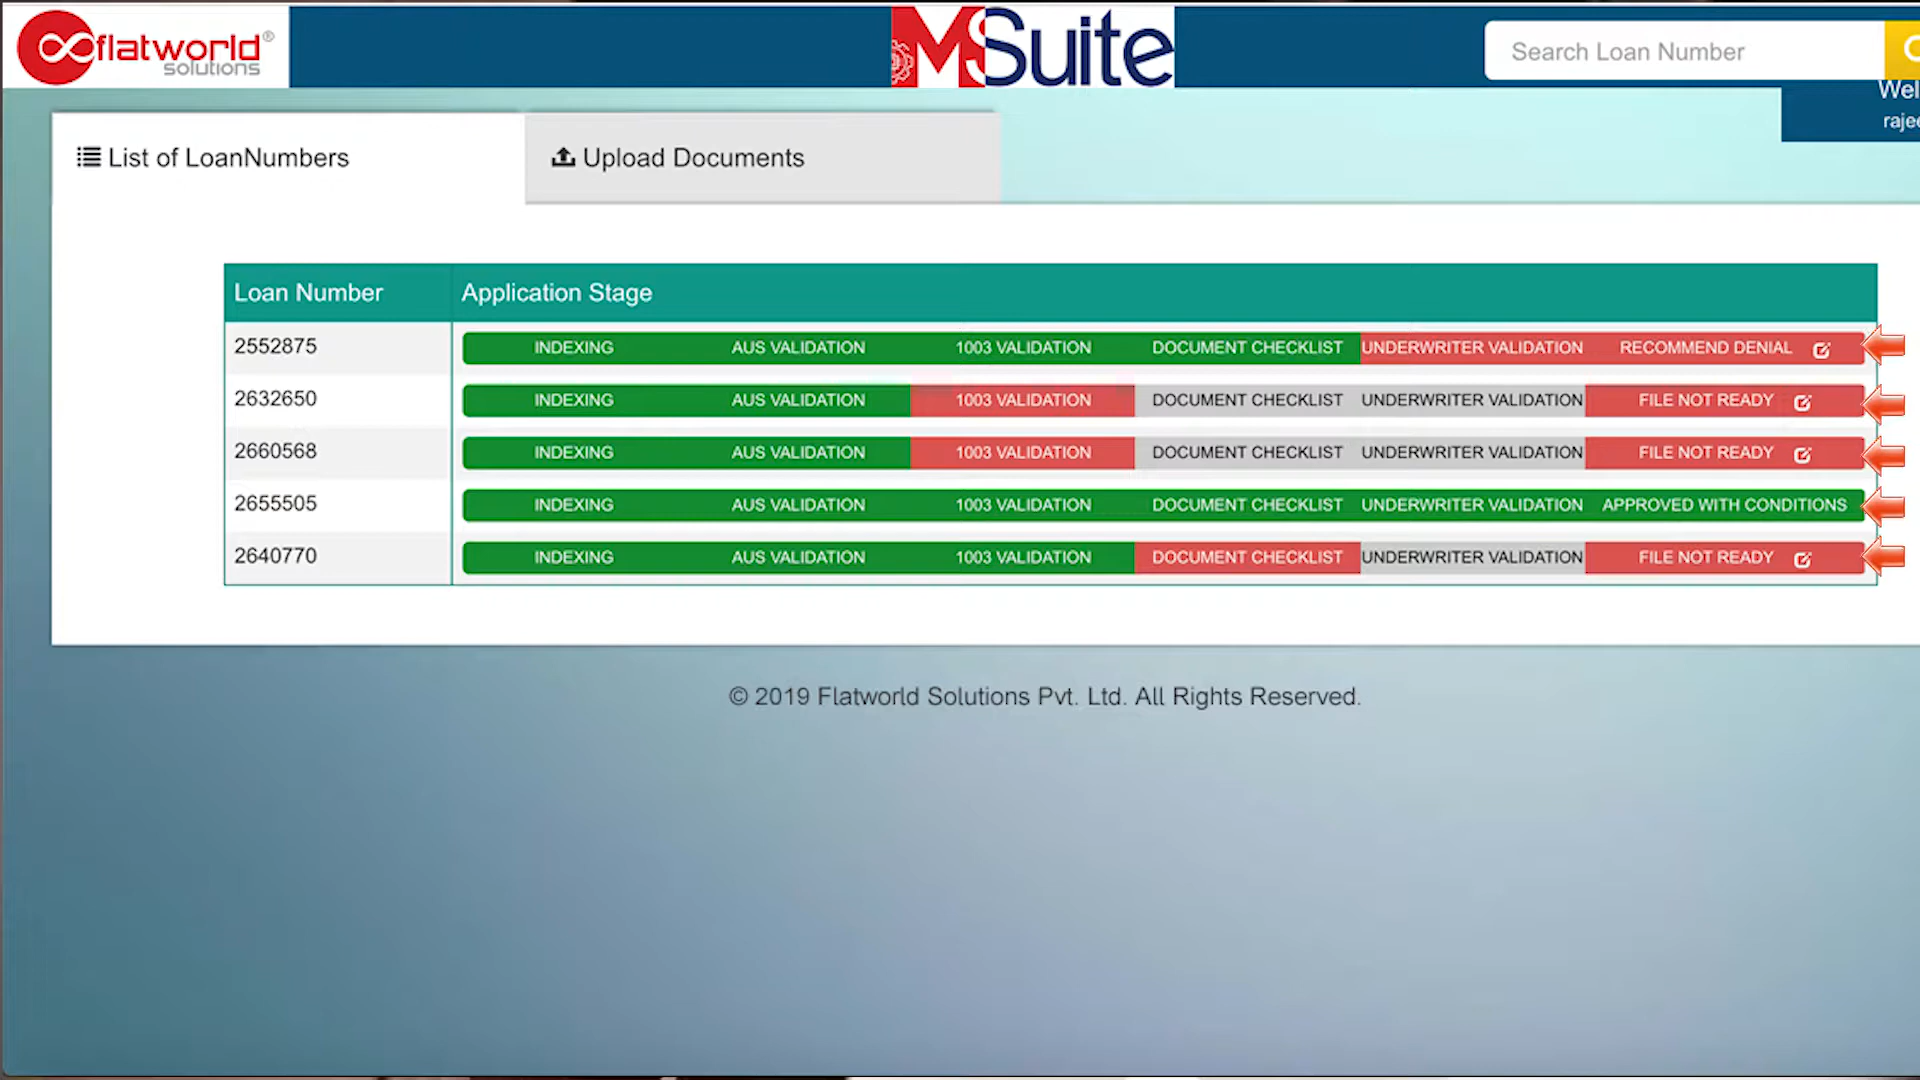 flatworld®
solutions
MSuite
Search Loan Number
Wel
rajee
List of LoanNumbers
Upload Documents
Loan Number Application Stage
2552875 INDEXING AUS VALIDATION 1003 VALIDATION DOCUMENT CHECKLIST UNDERWRITER VALIDATION RECOMMEND DENIAL
2632650 INDEXING AUS VALIDATION 1003 VALIDATION DOCUMENT CHECKLIST UNDERWRITER VALIDATION FILE NOT READY
2660568 INDEXING AUS VALIDATION 1003 VALIDATION DOCUMENT CHECKLIST UNDERWRITER VALIDATION FILE NOT READY
2655505 INDEXING AUS VALIDATION 1003 VALIDATION DOCUMENT CHECKLIST UNDERWRITER VALIDATION APPROVED WITH CONDITIONS
2640770 INDEXING AUS VALIDATION 1003 VALIDATION DOCUMENT CHECKLIST UNDERWRITER VALIDATION FILE NOT READY
© 2019 Flatworld Solutions Pvt. Ltd. All Rights Reserved.